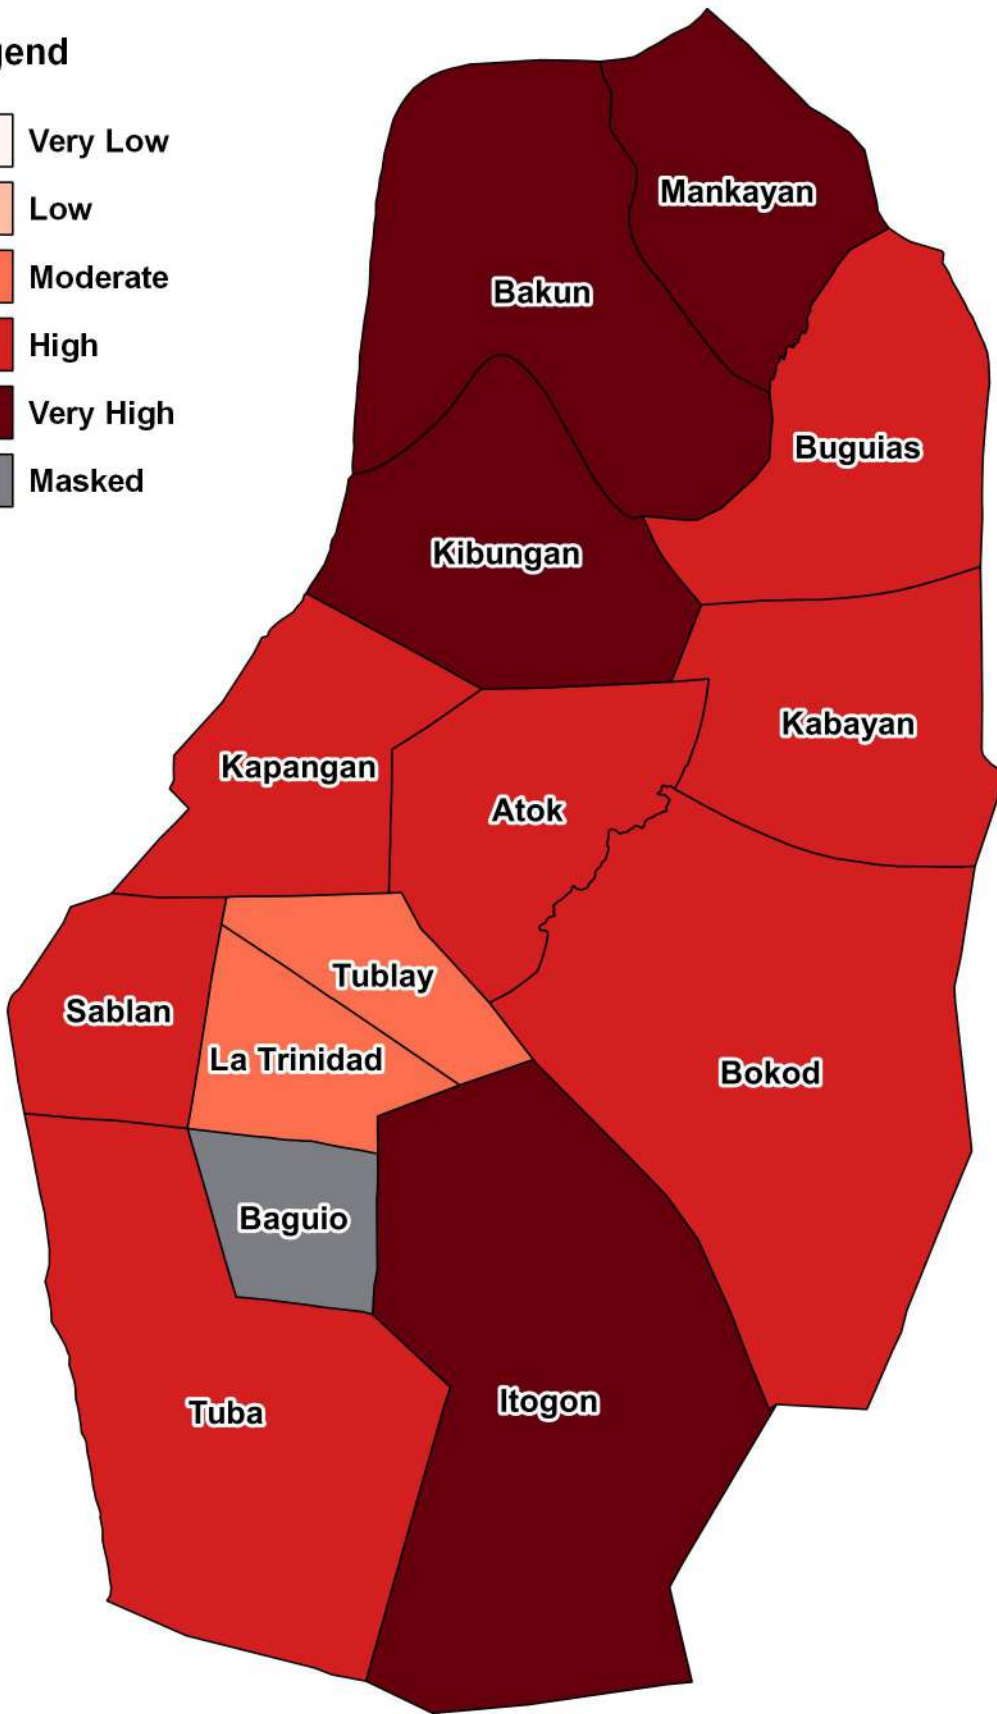 gend
Very Low
Low
Moderate
High
Very High
Masked
Mankayan
Bakun
Buguias
Kibungan
Kabayan
Kapangan
Atok
Tublay
Sablan
La Trinidad
Bokod
Baguio
Itogon
Tuba